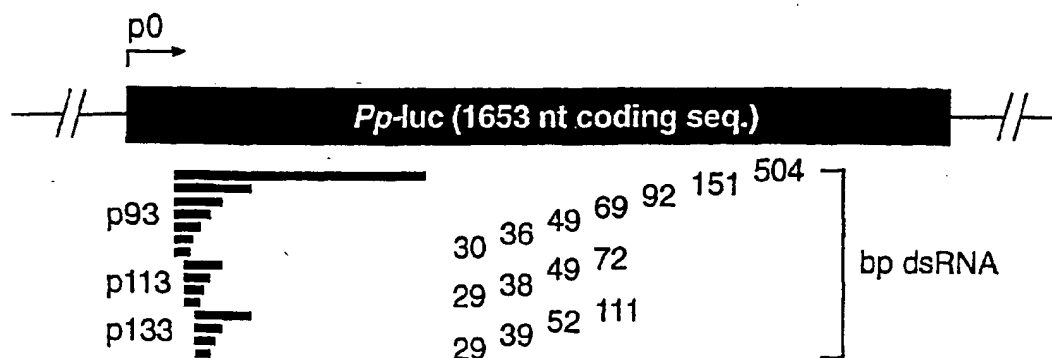 p0
Pp-luc (1653 nt coding seq.)
p93
30 36 49 69 92 151 504
p113
29 38 49 72
p133
29 39 52 111
bp dsRNA